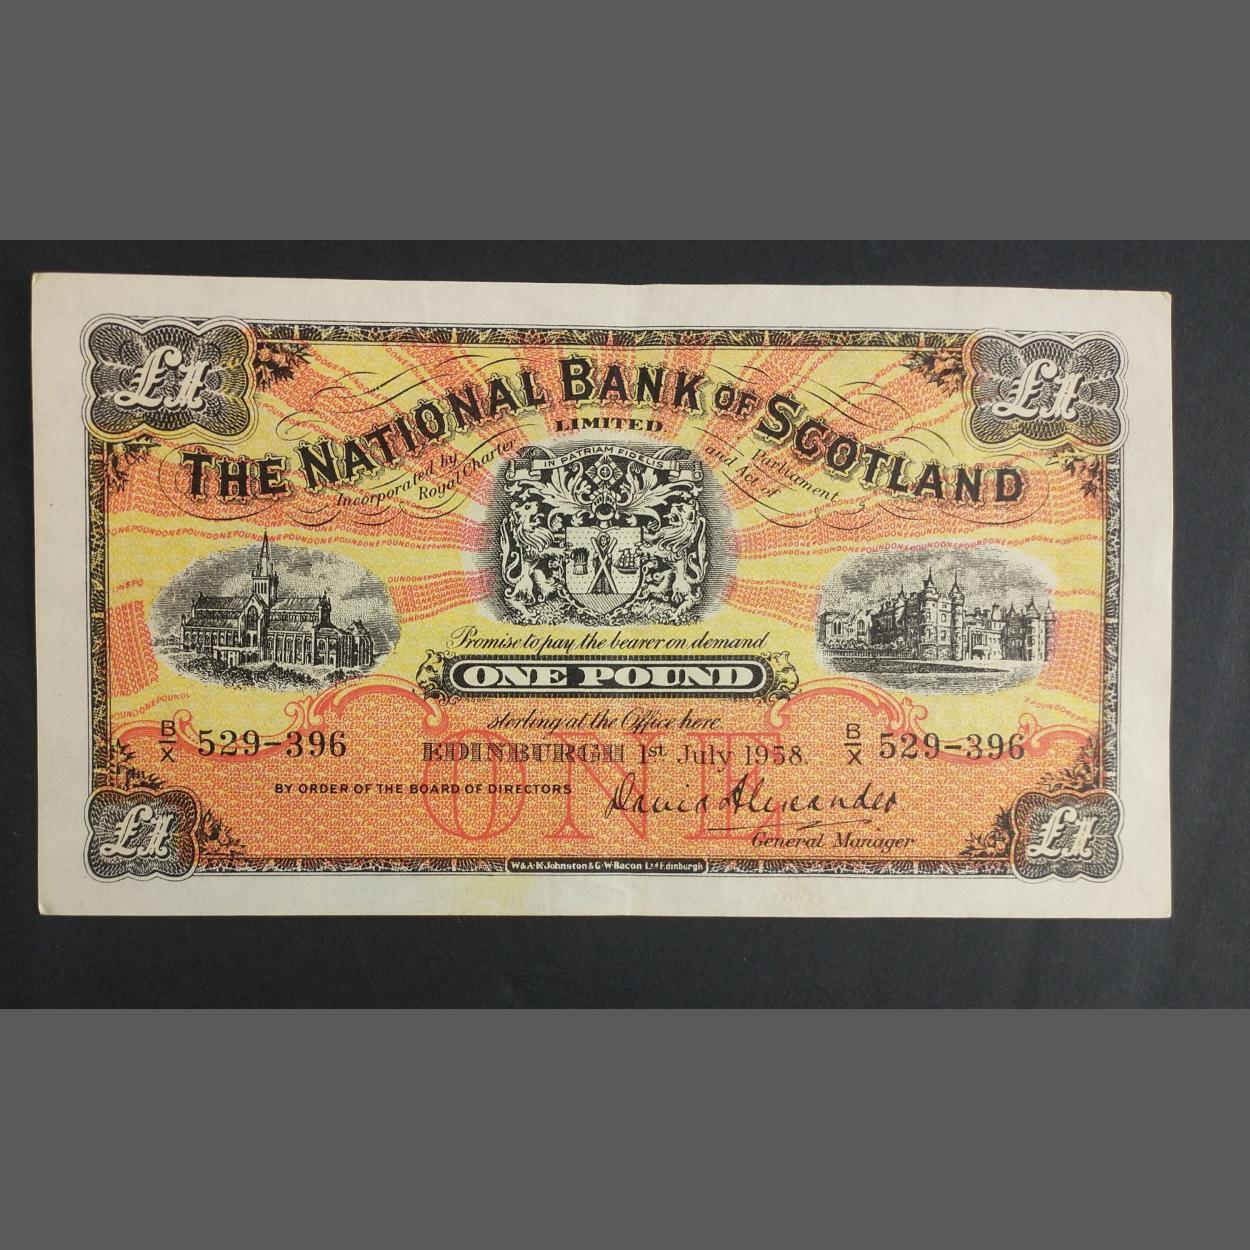 £1 £1
THE NATIONAL BANK OF SCOTLAND
LIMITED
Incorporated by Royal Charter
and Act of Parliament
IN PATRIAM FIDELIS
Promise to pay the bearer on demand
ONE POUND
sterling at the Office here
B/X 529-396
EDINBURGH 1st July 1958.
B/X 529-396
ONE
BY ORDER OF THE BOARD OF DIRECTORS
David Alexander
General Manager
£1 £1
W.& A.K. Johnston & G.W. Bacon Ltd Edinburgh